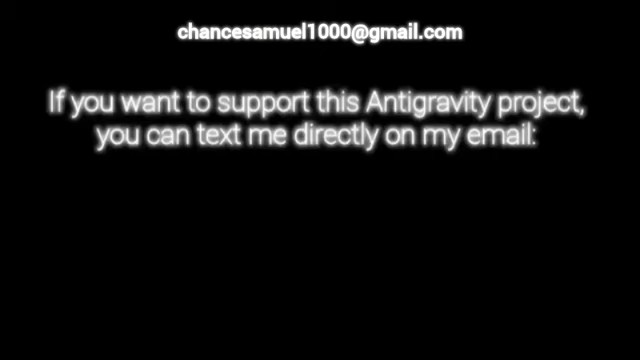 chancesamuel1000@gmail.com
If you want to support this Antigravity project,
you can text me directly on my email: